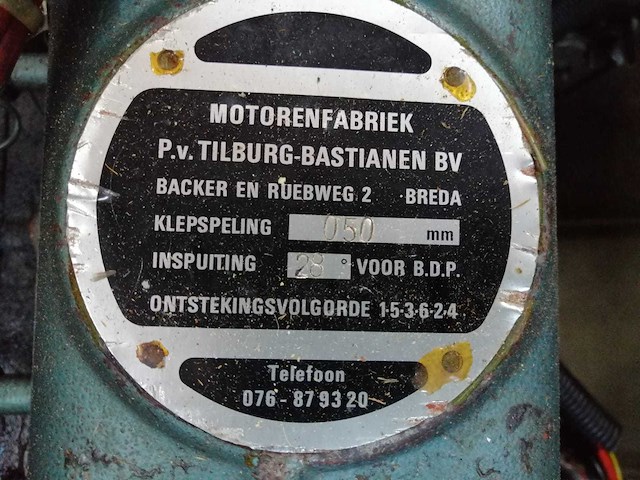 MOTORENFABRIEK
P.v. TILBURG-BASTIANEN BV
BACKER EN RUEBWEG 2 BREDA
KLEPSPELING 050 mm
INSPUITING 28 ° VOOR B.D.P.
ONTSTEKINGSVOLGORDE 1-5-3-6-2-4
Telefoon
076 - 87 93 20